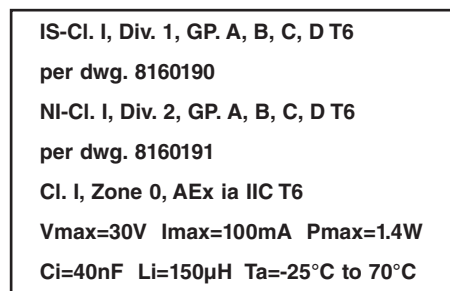 IS-Cl. I, Div. 1, GP. A, B, C, D T6
per dwg. 8160190
NI-Cl. I, Div. 2, GP. A, B, C, D T6
per dwg. 8160191
Cl. I, Zone 0, AEx ia IIC T6
Vmax=30V Imax=100mA Pmax=1.4W
Ci=40nF Li=150µH Ta=-25°C to 70°C